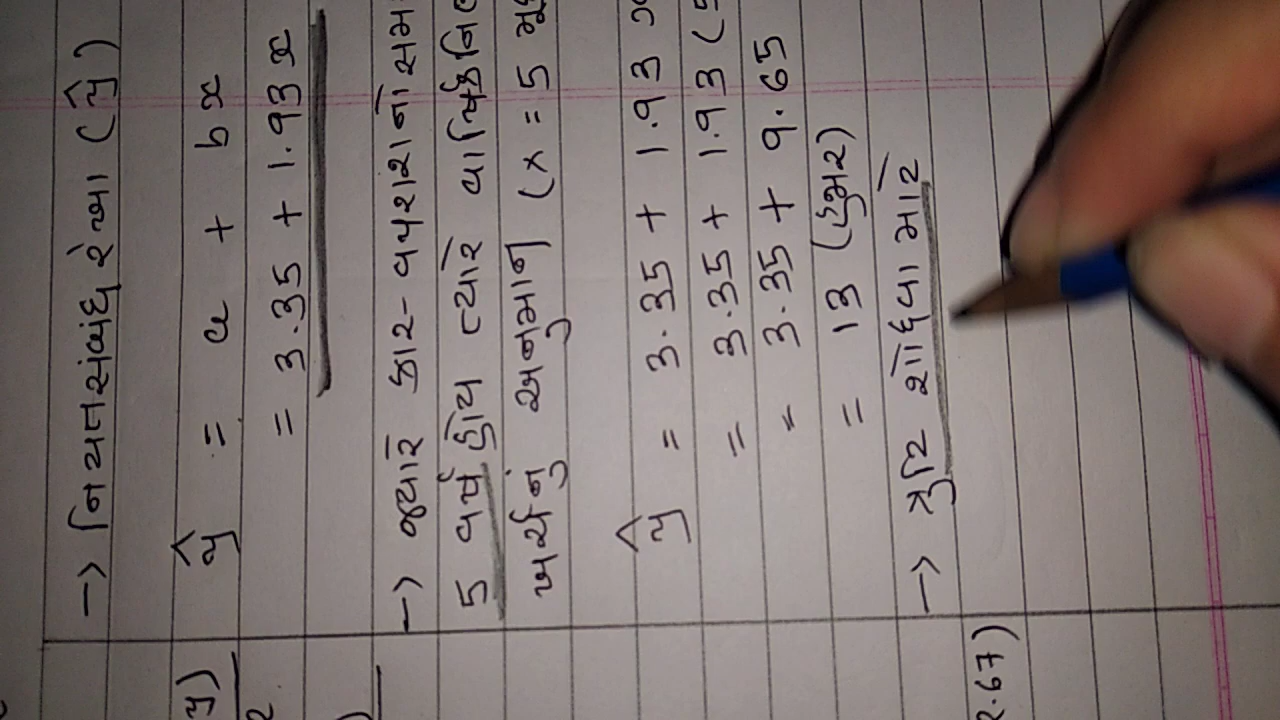 → નિયતસંબંધ રેખા (ŷ)
ŷ = a + bx
= 3.35 + 1.93x
→ જ્યારે કાર-વપરાશનો સમ
5 વર્ષ હોય ત્યારે વાર્ષિક નિ
ખર્ચનું અનુમાન (x = 5 મૂ
ŷ = 3.35 + 1.93 x
= 3.35 + 1.93 (5
= 3.35 + 9.65
= 13 (હજાર)
→ ત્રુટિ શોધવા માટે
y)
2.67)